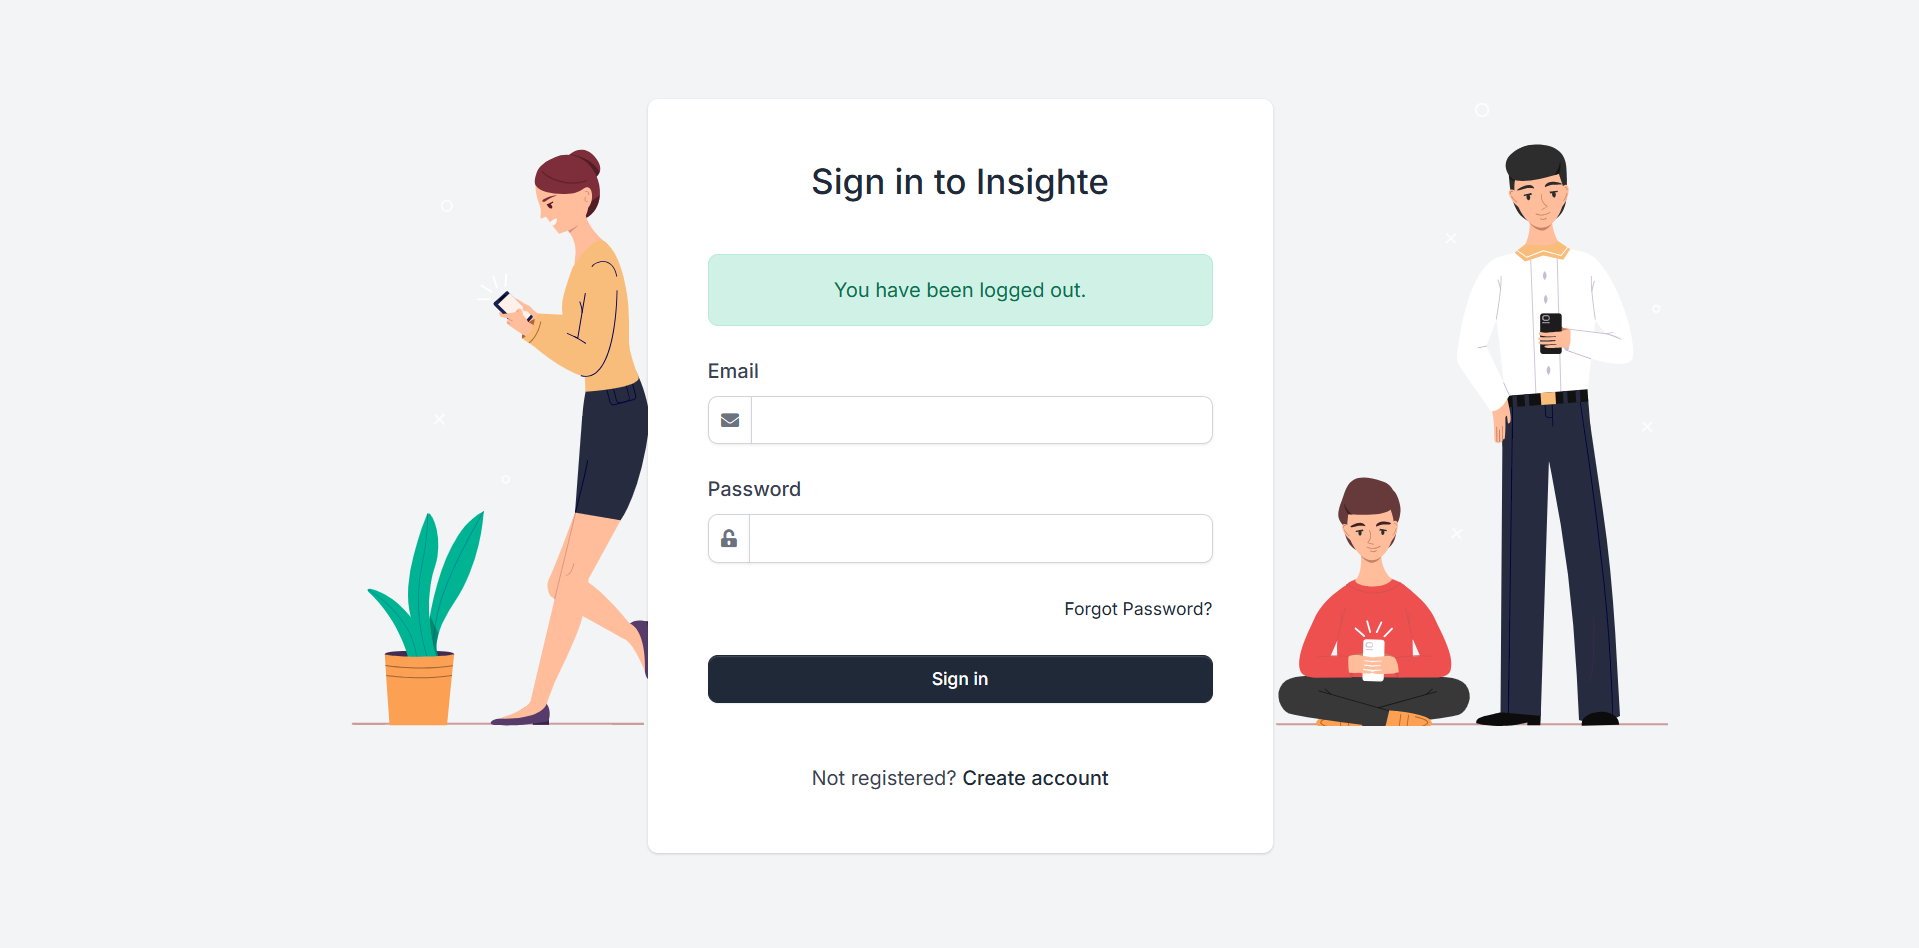 Sign in to Insighte
You have been logged out.
Email
Password
Forgot Password?
Sign in
Not registered? Create account